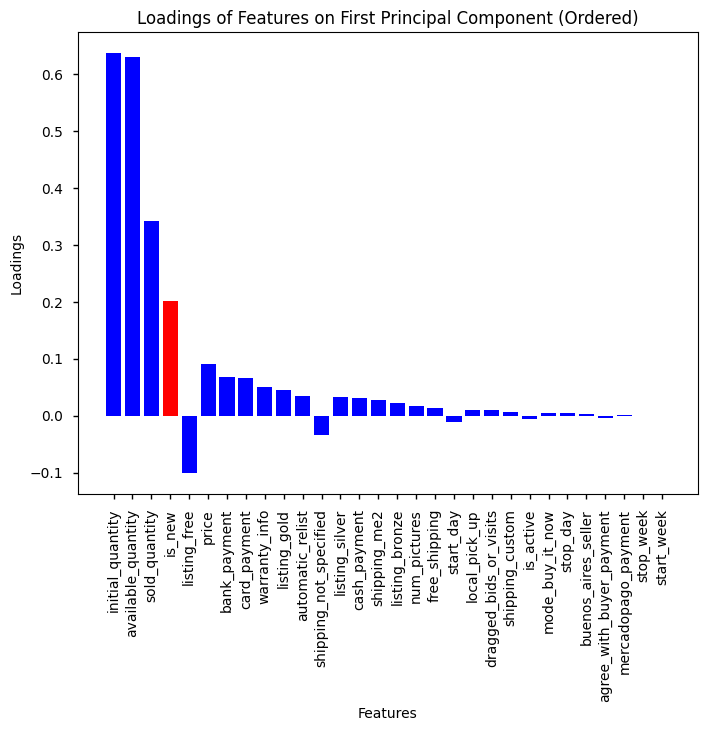 Loadings of Features on First Principal Component (Ordered)
Loadings
0.6
0.5
0.4
0.3
0.2
0.1
0.0
−0.1
initial_quantity
available_quantity
sold_quantity
is_new
listing_free
price
bank_payment
card_payment
warranty_info
listing_gold
automatic_relist
shipping_not_specified
listing_silver
cash_payment
shipping_me2
listing_bronze
num_pictures
free_shipping
start_day
local_pick_up
dragged_bids_or_visits
shipping_custom
is_active
mode_buy_it_now
stop_day
buenos_aires_seller
agree_with_buyer_payment
mercadopago_payment
stop_week
start_week
Features